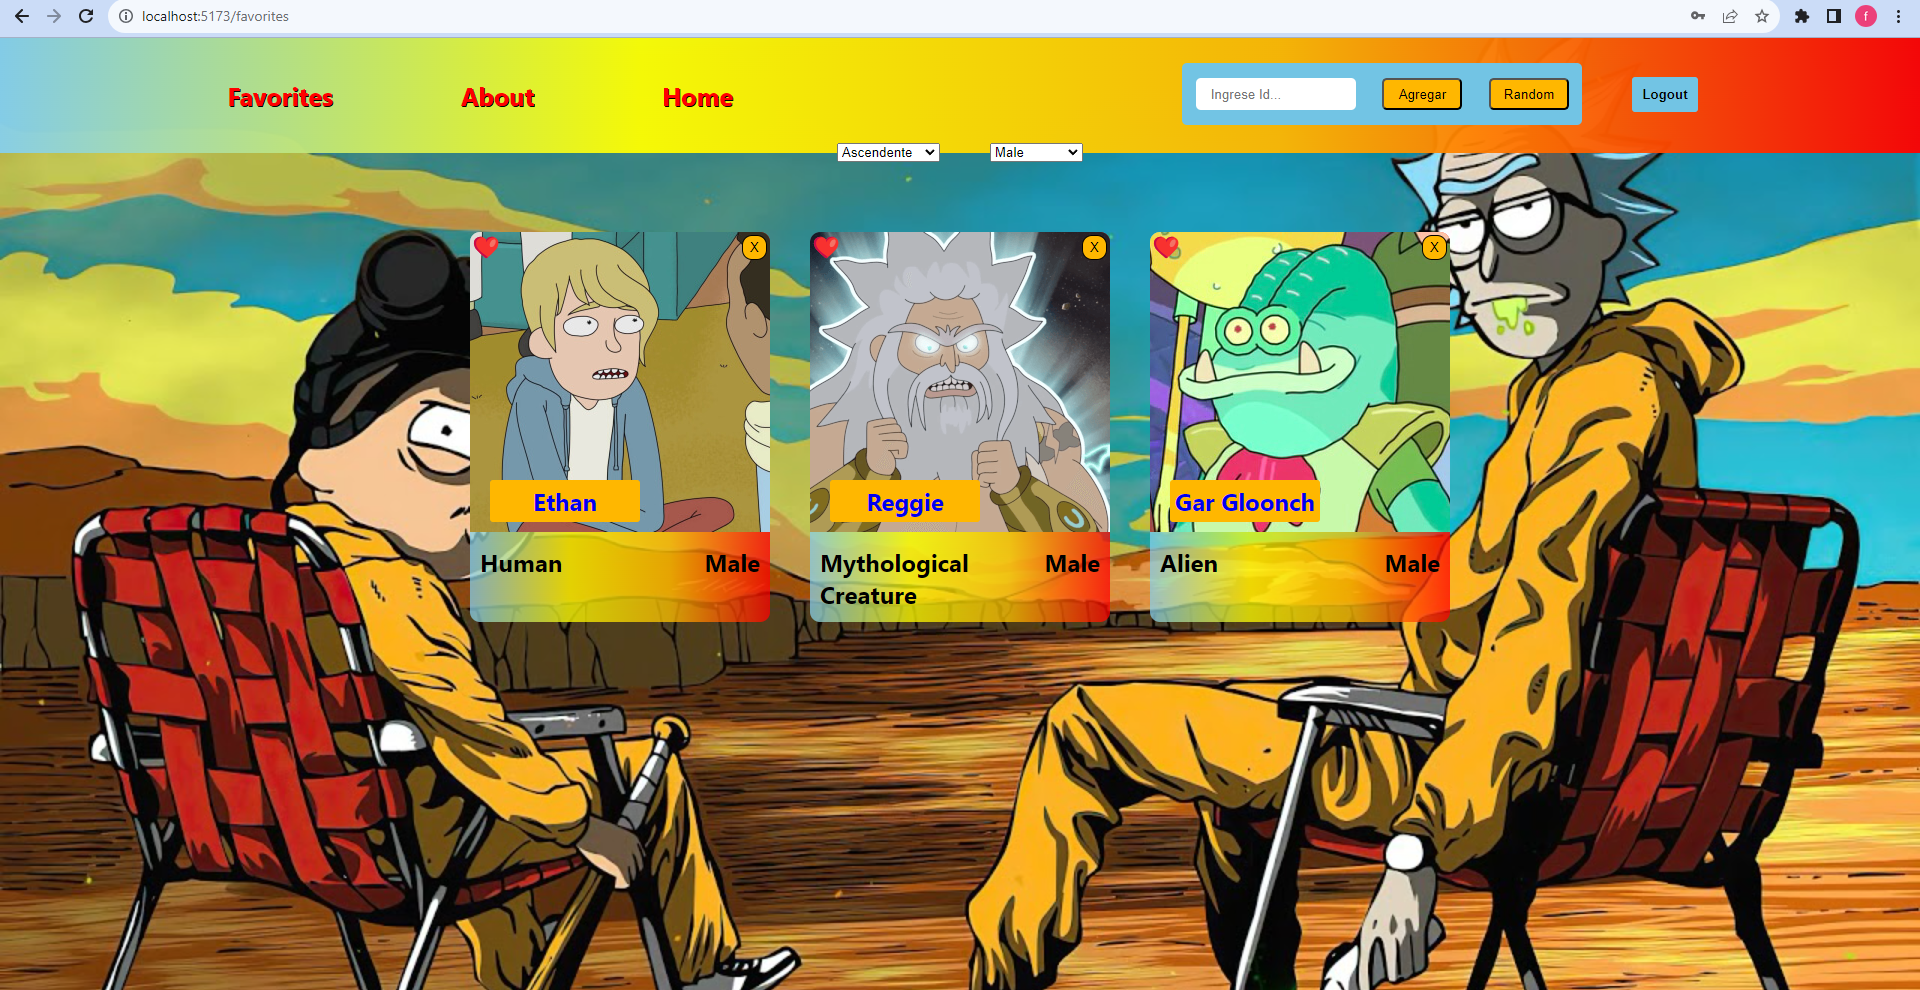 localhost:5173/favorites
f
Favorites About Home Ingrese Id... Agregar Random Logout
Ascendente Male
X X X
Ethan Reggie Gar Gloonch
Human Male Mythological Male Alien Male
Creature